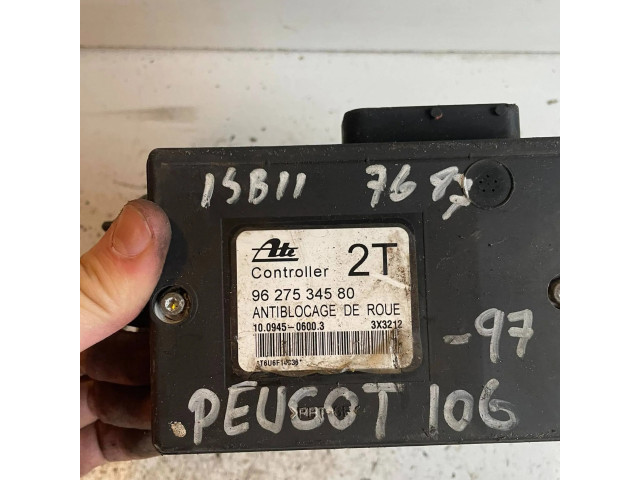 1SB11 76
Ate 2T
Controller
96 275 345 80
ANTIBLOCAGE DE ROUE
10.0945-0600.3 3X3212
-97
PEUGOT 106